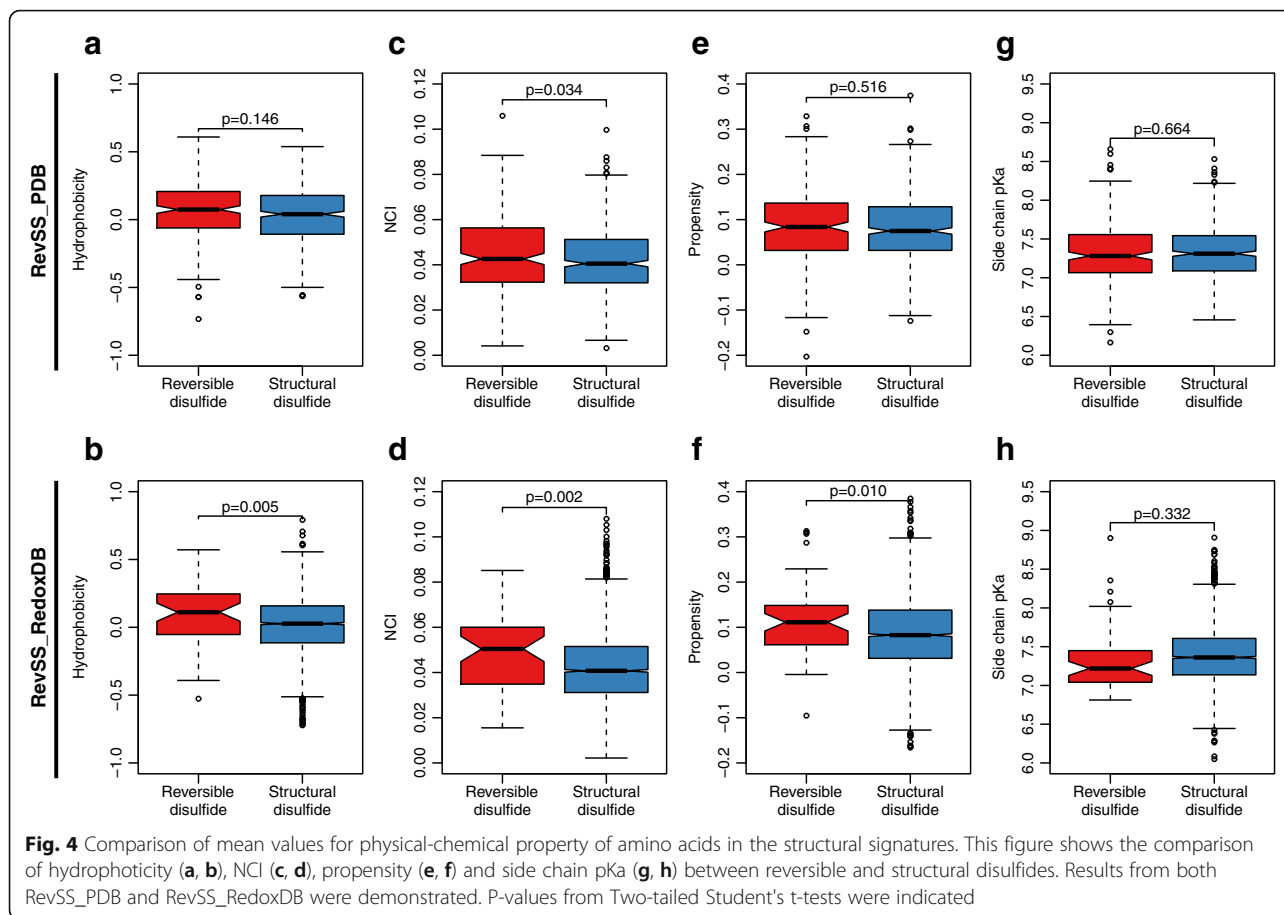 a
c
e
g
RevSS_PDB
Hydrophobicity
1.0
0.5
0.0
−0.5
−1.0
p=0.146
Reversible
disulfide
Structural
disulfide
NCI
0.12
0.10
0.08
0.06
0.04
0.02
0.00
p=0.034
Reversible
disulfide
Structural
disulfide
Propensity
0.4
0.3
0.2
0.1
0.0
−0.1
−0.2
p=0.516
Reversible
disulfide
Structural
disulfide
Side chain pKa
9.5
9.0
8.5
8.0
7.5
7.0
6.5
6.0
p=0.664
Reversible
disulfide
Structural
disulfide
b
d
f
h
RevSS_RedoxDB
Hydrophobicity
1.0
0.5
0.0
−0.5
−1.0
p=0.005
Reversible
disulfide
Structural
disulfide
NCI
0.12
0.10
0.08
0.06
0.04
0.02
0.00
p=0.002
Reversible
disulfide
Structural
disulfide
Propensity
0.4
0.3
0.2
0.1
0.0
−0.1
−0.2
p=0.010
Reversible
disulfide
Structural
disulfide
Side chain pKa
9.5
9.0
8.5
8.0
7.5
7.0
6.5
6.0
p=0.332
Reversible
disulfide
Structural
disulfide
Fig. 4 Comparison of mean values for physical-chemical property of amino acids in the structural signatures. This figure shows the comparison
of hydrophoticity (a, b), NCI (c, d), propensity (e, f) and side chain pKa (g, h) between reversible and structural disulfides. Results from both
RevSS_PDB and RevSS_RedoxDB were demonstrated. P-values from Two-tailed Student's t-tests were indicated